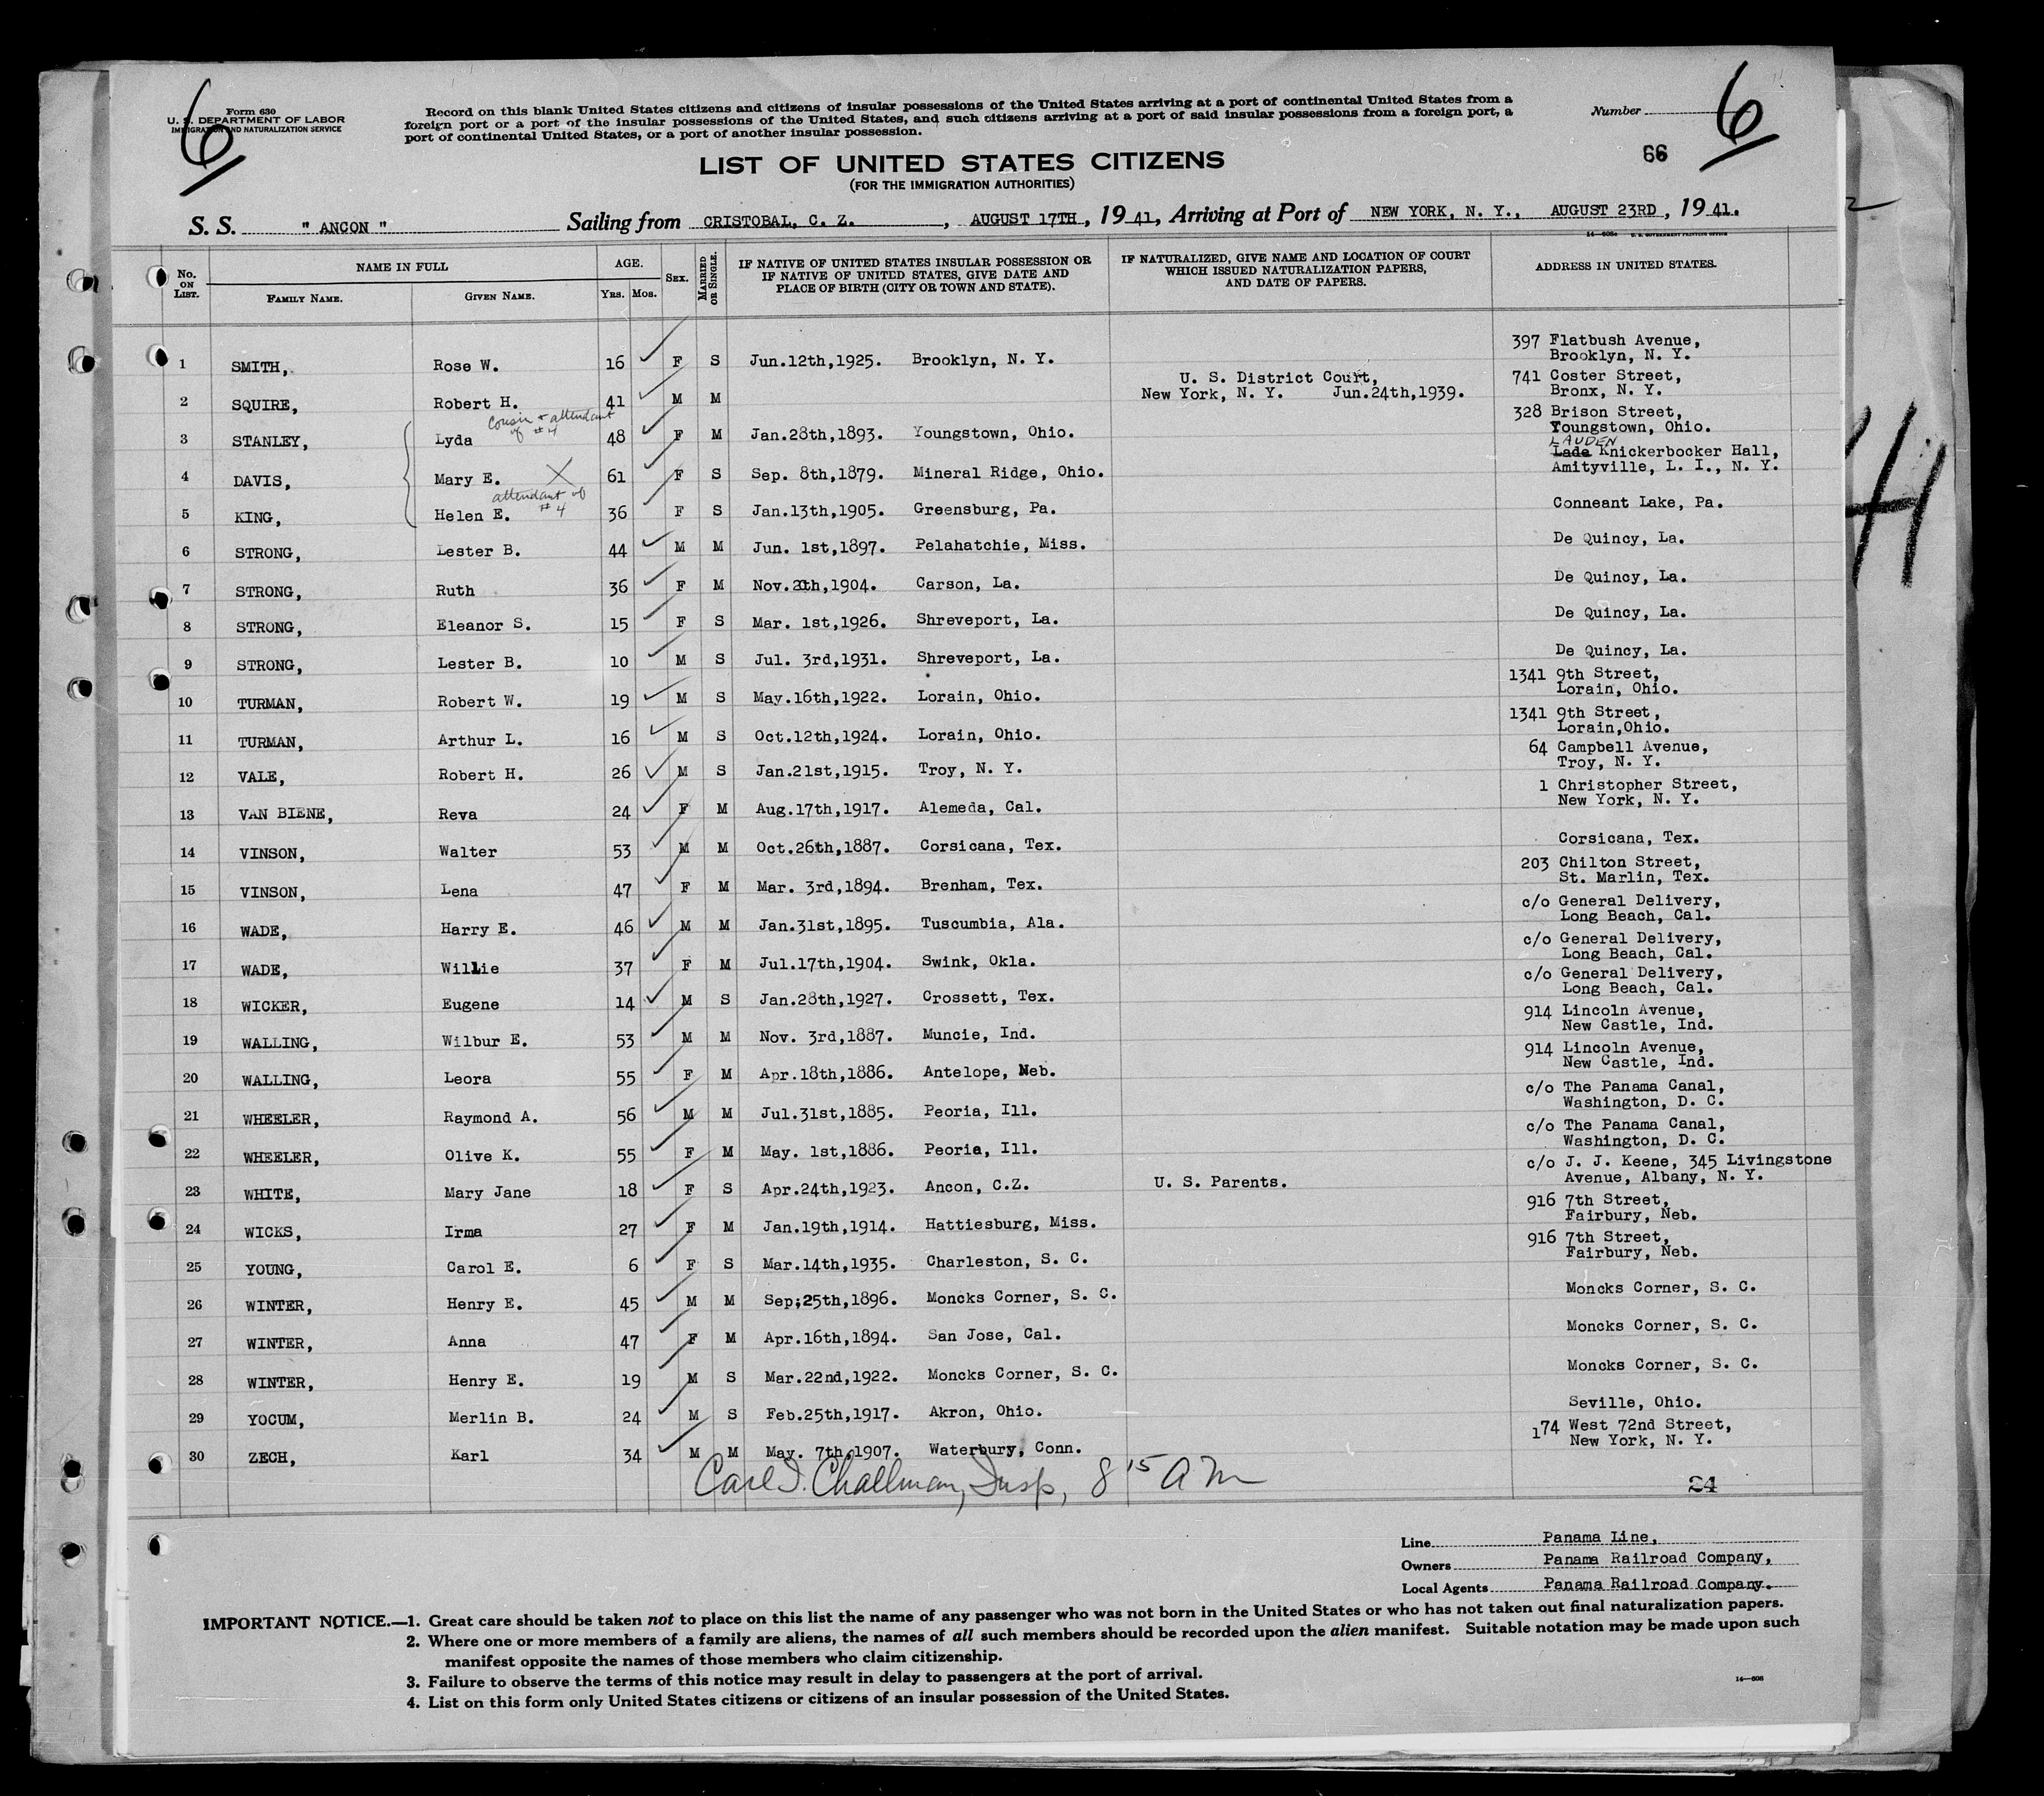 Form 630
U. S. DEPARTMENT OF LABOR
IMMIGRATION AND NATURALIZATION SERVICE
6
Record on this blank United States citizens and citizens of insular possessions of the United States arriving at a port of continental United States from a
foreign port or a port of the insular possessions of the United States, and such citizens arriving at a port of said insular possessions from a foreign port, a
port of continental United States, or a port of another insular possession.
Number 6
66
LIST OF UNITED STATES CITIZENS
(FOR THE IMMIGRATION AUTHORITIES)
S. S. " ANCON " Sailing from CRISTOBAL, C. Z. , AUGUST 17TH , 19 41, Arriving at Port of NEW YORK, N. Y., AUGUST 23RD , 19 41.
No. ON LIST. NAME IN FULL FAMILY NAME. GIVEN NAME. AGE. YRS. MOS. SEX. MARRIED OR SINGLE. IF NATIVE OF UNITED STATES INSULAR POSSESSION OR IF NATIVE OF UNITED STATES, GIVE DATE AND PLACE OF BIRTH (CITY OR TOWN AND STATE). IF NATURALIZED, GIVE NAME AND LOCATION OF COURT WHICH ISSUED NATURALIZATION PAPERS, AND DATE OF PAPERS. ADDRESS IN UNITED STATES.
1 SMITH, Rose W. 16 F S Jun.12th,1925. Brooklyn, N. Y. 397 Flatbush Avenue, Brooklyn, N. Y.
2 SQUIRE, Robert H. 41 M M U. S. District Court, New York, N. Y. Jun.24th,1939. 741 Coster Street, Bronx, N. Y.
3 STANLEY, Lyda cousin & attendant of #4 48 F M Jan.28th,1893. Youngstown, Ohio. 328 Brison Street, Youngstown, Ohio.
4 DAVIS, Mary E. X 61 F S Sep. 8th,1879. Mineral Ridge, Ohio. LAUDEN Lade Knickerbocker Hall, Amityville, L. I., N. Y.
5 KING, Helen E. attendant of #4 36 F S Jan.13th,1905. Greensburg, Pa. Conneant Lake, Pa.
6 STRONG, Lester B. 44 M M Jun. 1st,1897. Pelahatchie, Miss. De Quincy, La.
7 STRONG, Ruth 36 F M Nov.2th,1904. Carson, La. De Quincy, La.
8 STRONG, Eleanor S. 15 F S Mar. 1st,1926. Shreveport, La. De Quincy, La.
9 STRONG, Lester B. 10 M S Jul. 3rd,1931. Shreveport, La. De Quincy, La.
10 TURMAN, Robert W. 19 M S May.16th,1922. Lorain, Ohio. 1341 9th Street, Lorain, Ohio.
11 TURMAN, Arthur L. 16 M S Oct.12th,1924. Lorain, Ohio. 1341 9th Street, Lorain,Ohio.
12 VALE, Robert H. 26 M S Jan.21st,1915. Troy, N. Y. 64 Campbell Avenue, Troy, N. Y.
13 VAN BIENE, Reva 24 F M Aug.17th,1917. Alemeda, Cal. 1 Christopher Street, New York, N. Y.
14 VINSON, Walter 53 M M Oct.26th,1887. Corsicana, Tex. Corsicana, Tex.
15 VINSON, Lena 47 F M Mar. 3rd,1894. Brenham, Tex. 203 Chilton Street, St. Marlin, Tex.
16 WADE, Harry E. 46 M M Jan.31st,1895. Tuscumbia, Ala. c/o General Delivery, Long Beach, Cal.
17 WADE, Willie 37 F M Jul.17th,1904. Swink, Okla. c/o General Delivery, Long Beach, Cal.
18 WICKER, Eugene 14 M S Jan.28th,1927. Crossett, Tex. c/o General Delivery, Long Beach, Cal.
19 WALLING, Wilbur E. 53 M M Nov. 3rd,1887. Muncie, Ind. 914 Lincoln Avenue, New Castle, Ind.
20 WALLING, Leora 55 F M Apr.18th,1886. Antelope, Neb. 914 Lincoln Avenue, New Castle, Ind.
21 WHEELER, Raymond A. 56 M M Jul.31st,1885. Peoria, Ill. c/o The Panama Canal, Washington, D. C.
22 WHEELER, Olive K. 55 F M May. 1st,1886. Peoria, Ill. c/o The Panama Canal, Washington, D. C.
23 WHITE, Mary Jane 18 F S Apr.24th,1923. Ancon, C.Z. U. S. Parents. c/o J. J. Keene, 345 Livingstone Avenue, Albany, N. Y.
24 WICKS, Irma 27 F M Jan.19th,1914. Hattiesburg, Miss. 916 7th Street, Fairbury, Neb.
25 YOUNG, Carol E. 6 F S Mar.14th,1935. Charleston, S. C. 916 7th Street, Fairbury, Neb.
26 WINTER, Henry E. 45 M M Sep;25th,1896. Moncks Corner, S. C. Moncks Corner, S. C.
27 WINTER, Anna 47 F M Apr.16th,1894. San Jose, Cal. Moncks Corner, S. C.
28 WINTER, Henry E. 19 M S Mar.22nd,1922. Moncks Corner, S. C. Moncks Corner, S. C.
29 YOCUM, Merlin B. 24 M S Feb.25th,1917. Akron, Ohio. Seville, Ohio.
30 ZECH, Karl 34 M M May. 7th,1907. Waterbury, Conn. 174 West 72nd Street, New York, N. Y.
Carl I. Challman, Insp, 8 15 AM
24
Line Panama Line,
Owners Panama Railroad Company,
Local Agents Panama Railroad Company.
IMPORTANT NOTICE.—1. Great care should be taken not to place on this list the name of any passenger who was not born in the United States or who has not taken out final naturalization papers.
2. Where one or more members of a family are aliens, the names of all such members should be recorded upon the alien manifest. Suitable notation may be made upon such
manifest opposite the names of those members who claim citizenship.
3. Failure to observe the terms of this notice may result in delay to passengers at the port of arrival.
14—606
4. List on this form only United States citizens or citizens of an insular possession of the United States.